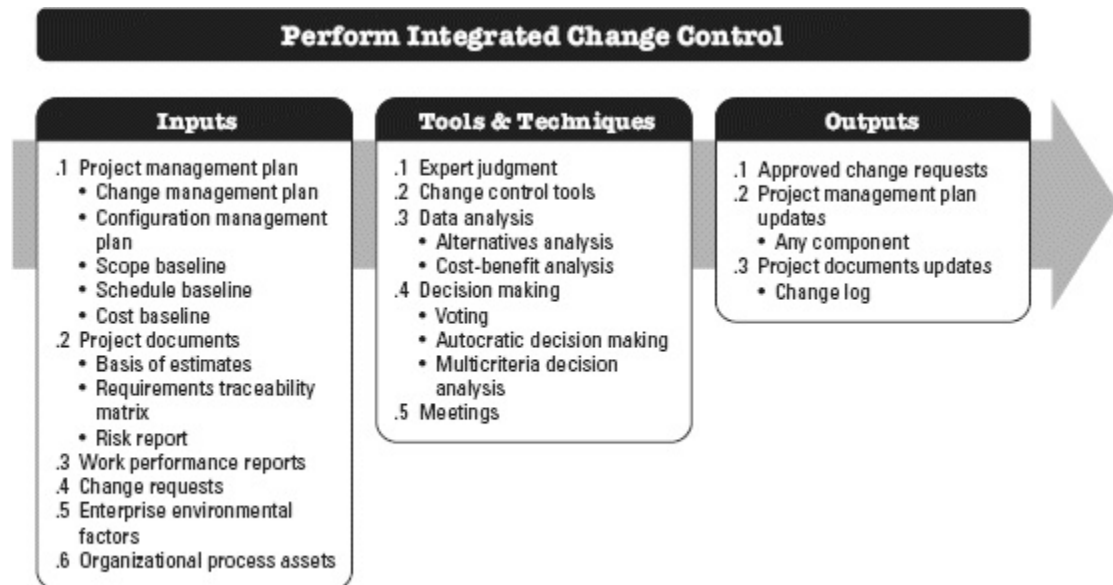 Perform Integrated Change Control
Inputs
.1 Project management plan
• Change management plan
• Configuration management
plan
• Scope baseline
• Schedule baseline
• Cost baseline
.2 Project documents
• Basis of estimates
• Requirements traceability
matrix
• Risk report
.3 Work performance reports
.4 Change requests
.5 Enterprise environmental
factors
.6 Organizational process assets
Tools & Techniques
.1 Expert judgment
.2 Change control tools
.3 Data analysis
• Alternatives analysis
• Cost-benefit analysis
.4 Decision making
• Voting
• Autocratic decision making
• Multicriteria decision
analysis
.5 Meetings
Outputs
.1 Approved change requests
.2 Project management plan
updates
• Any component
.3 Project documents updates
• Change log